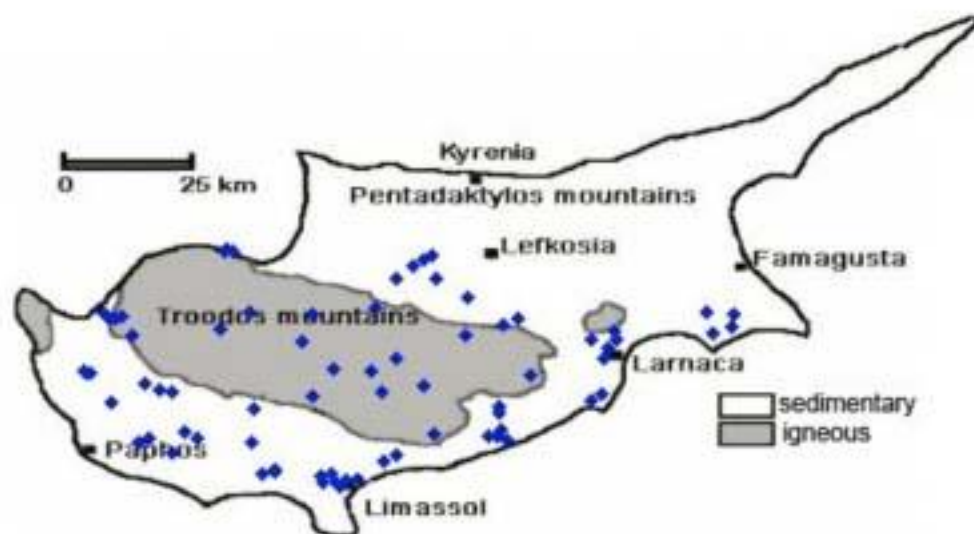 Kyrenia
0 25 km
Pentadaktylos mountains
Lefkosia
Famagusta
Troodos mountains
Larnaca
sedimentary
igneous
Paphos
Limassol